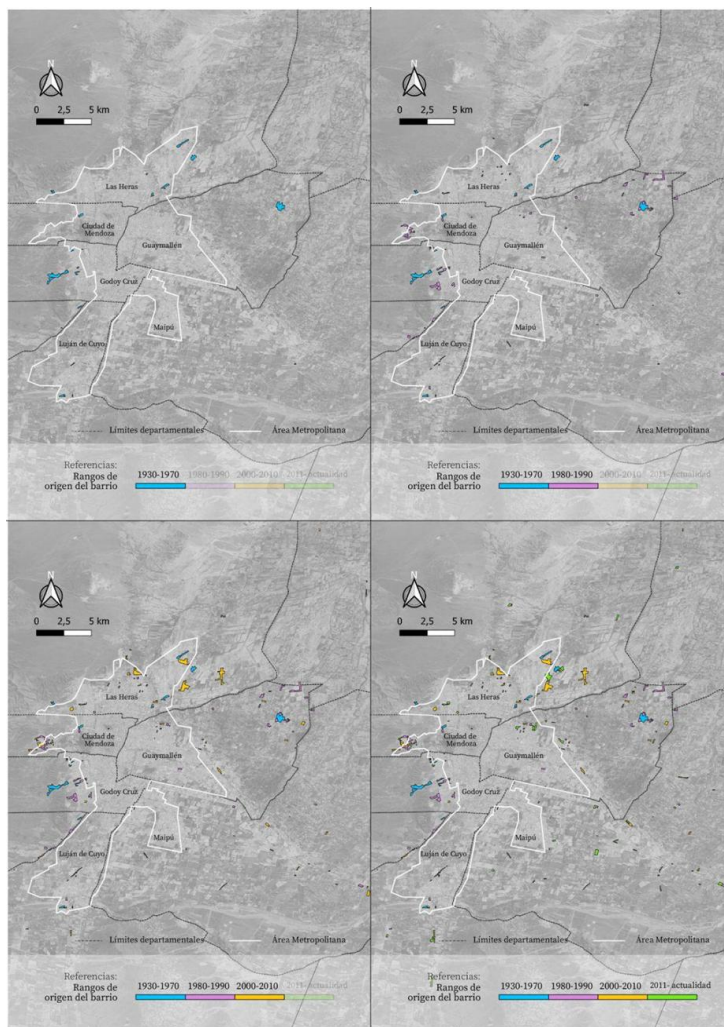 N
0 2,5 5 km
Las Heras
Ciudad de
Mendoza
Guaymallén
Godoy Cruz
Maipú
Luján de Cuyo
Límites departamentales Área Metropolitana
Referencias:
Rangos de
origen del barrio
1930-1970 1980-1990 2000-2010 2011- actualidad
N
0 2,5 5 km
Las Heras
Ciudad de
Mendoza
Guaymallén
Godoy Cruz
Maipú
Luján de Cuyo
Límites departamentales Área Metropolitana
Referencias:
Rangos de
origen del barrio
1930-1970 1980-1990 2000-2010 2011- actualidad
N
0 2,5 5 km
Las Heras
Ciudad de
Mendoza
Guaymallén
Godoy Cruz
Maipú
Luján de Cuyo
Límites departamentales Área Metropolitana
Referencias:
Rangos de
origen del barrio
1930-1970 1980-1990 2000-2010 2011- actualidad
N
0 2,5 5 km
Las Heras
Ciudad de
Mendoza
Guaymallén
Godoy Cruz
Maipú
Luján de Cuyo
Límites departamentales Área Metropolitana
Referencias:
Rangos de
origen del barrio
1930-1970 1980-1990 2000-2010 2011- actualidad